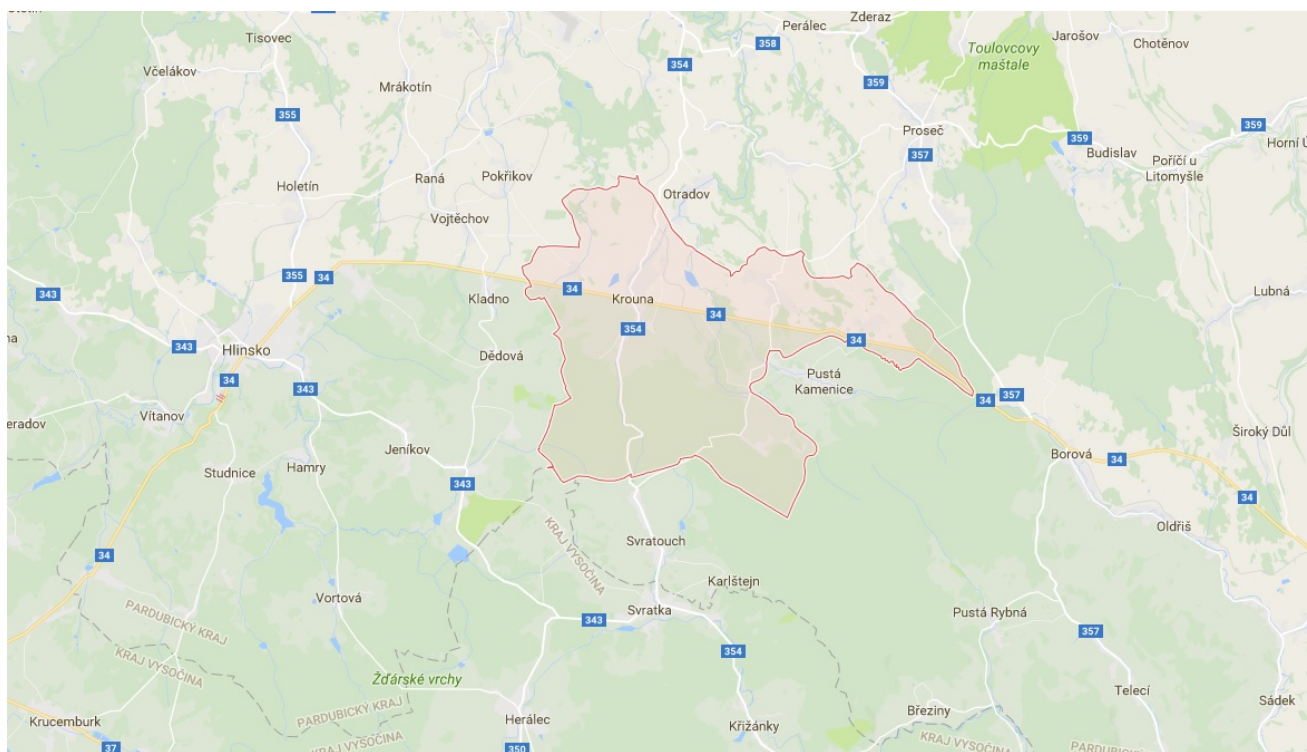 34
Zderaz
Perálec
Tisovec
358
Jarošov
Chotěnov
Toulovcovy
maštale
354
Včelákov
Mrákotín
359
355
Proseč
359
359
Budislav
357
Poříčí u
Litomyšle
Raná
Pokřikov
Holetín
Otradov
Vojtěchov
355
34
343
Kladno
34
Krouna
34
Lubná
354
34
343
Hlinsko
Dědová
34
343
Pustá
Kamenice
357
34
Vítanov
Široký Důl
Jeníkov
Borová
34
Studnice
Hamry
343
34
Oldřiš
KRAJ VYSOČINA
Svratouch
34
Karlštejn
Vortová
PARDUBICKÝ KRAJ
Svratka
343
Pustá Rybná
357
354
KRAJ VYSOČINA
Žďárské vrchy
Telecí
PARDUBICKÝ KRAJ
Sádek
Krucemburk
Herálec
Křižánky
Březiny
37
KRAJ VYSOČINA
350
KRAJ VYSOČINA